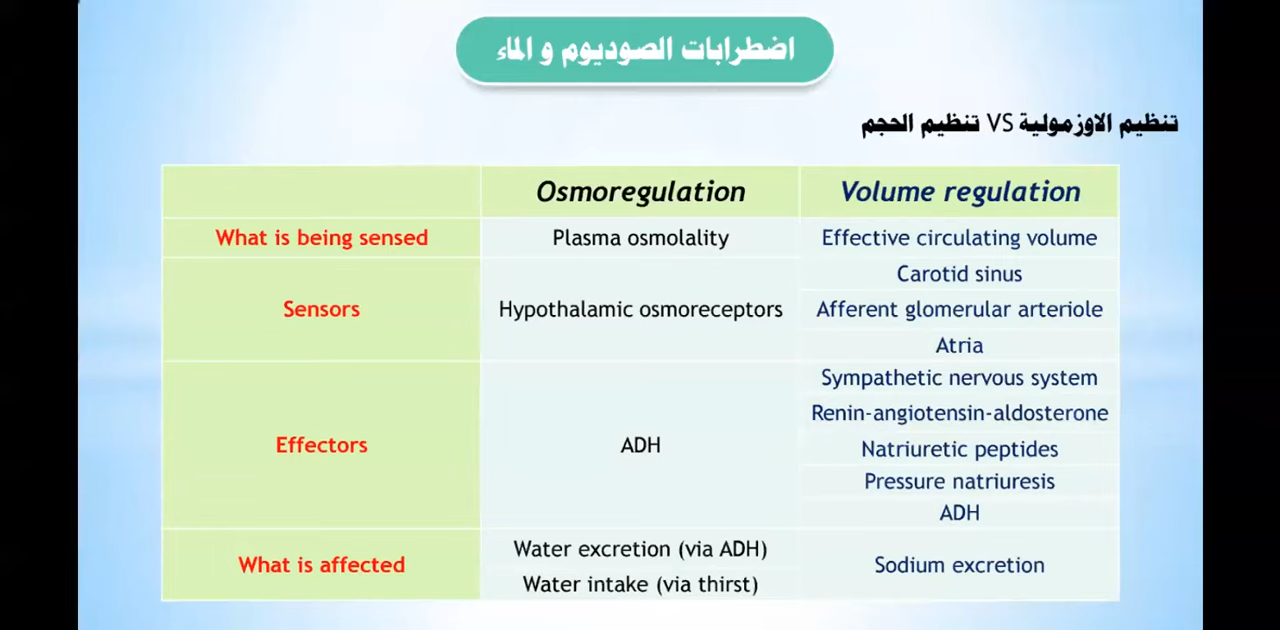 اضطرابات الصوديوم و الماء
تنظيم الاوزمولية VS تنظيم الحجم
Osmoregulation
Volume regulation
What is being sensed
Plasma osmolality
Effective circulating volume
Sensors
Hypothalamic osmoreceptors
Carotid sinus
Afferent glomerular arteriole
Atria
Effectors
ADH
Sympathetic nervous system
Renin-angiotensin-aldosterone
Natriuretic peptides
Pressure natriuresis
ADH
What is affected
Water excretion (via ADH)
Water intake (via thirst)
Sodium excretion